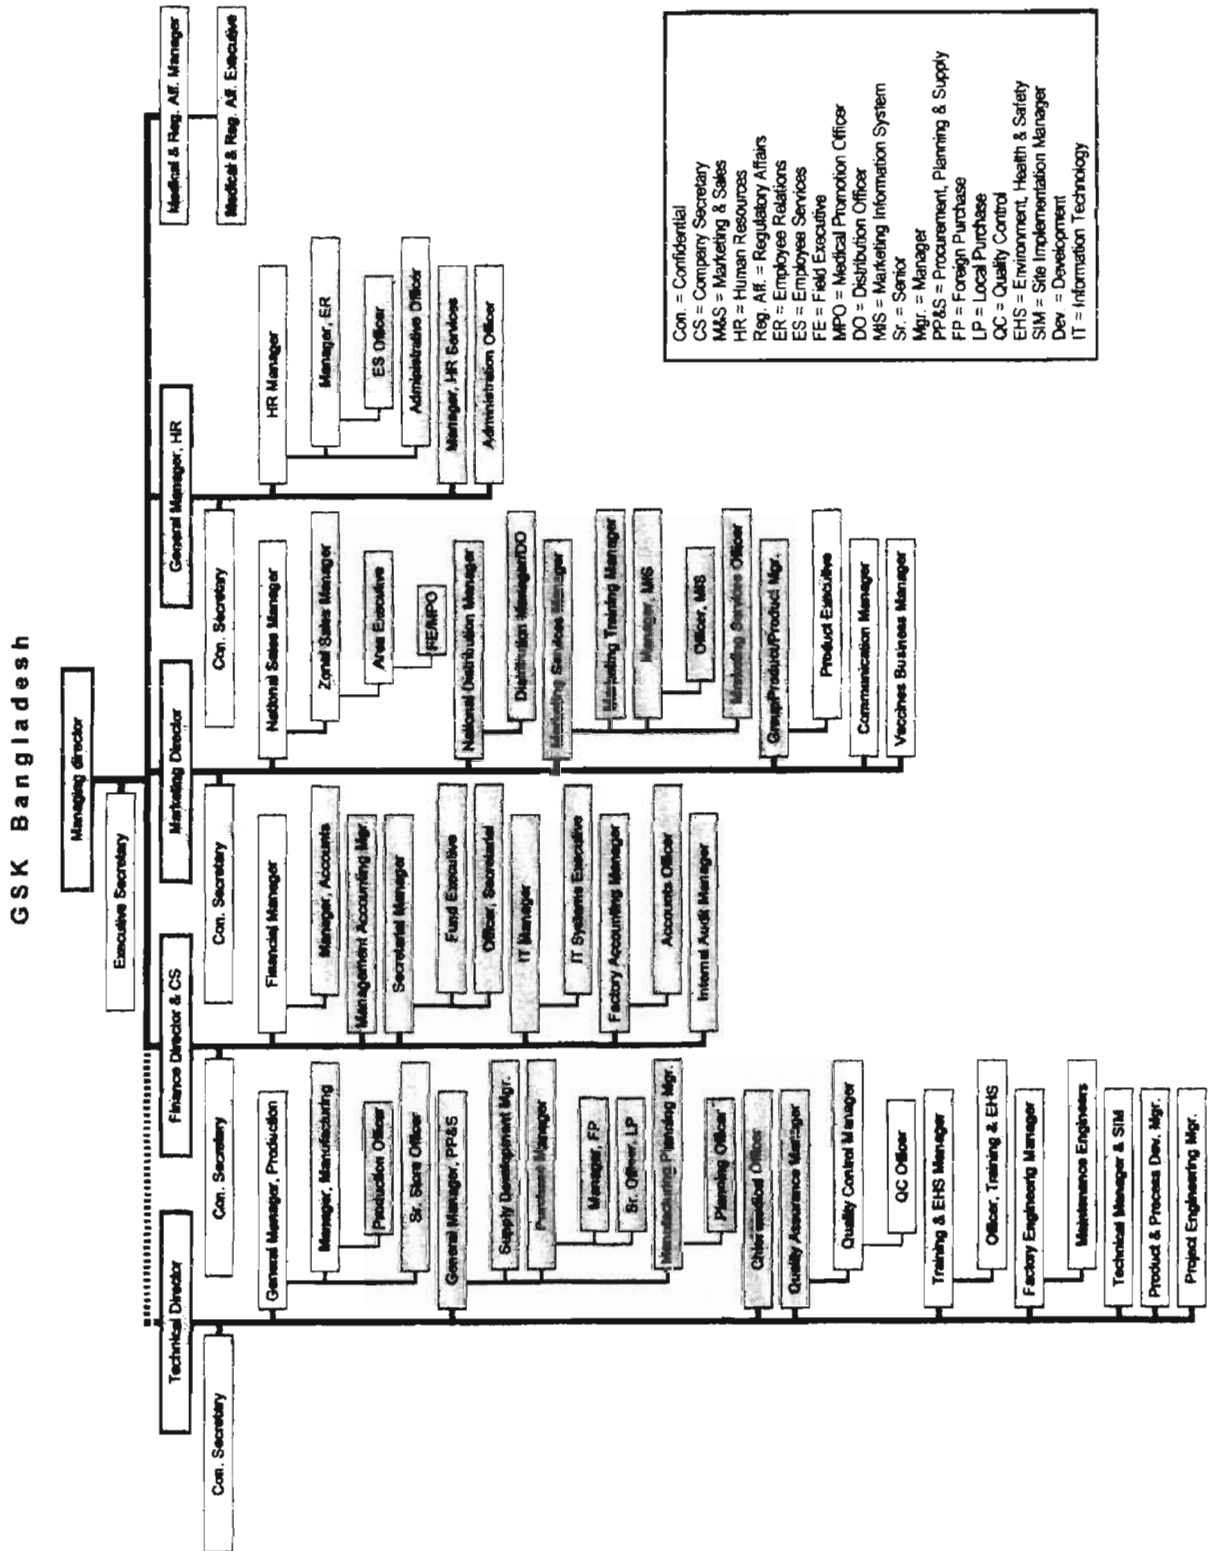 GSK Bangladesh
Managing director
Executive Secretary
Technical Director
Finance Director & CS
Marketing Director
General Manager, HR
Medical & Reg. Aff. Manager
Medical & Reg. Aff. Executive
Con. Secretary
Con. Secretary
Con. Secretary
Con. Secretary
General Manager, Production
Manager, Manufacturing
Production Officer
Sr. Store Officer
General Manager, PP&S
Supply Development Mgr.
Purchase Manager
Manager, FP
Sr. Officer, LP
Manufacturing Planning Mgr.
Planning Officer
Chief medical Officer
Quality Assurance Manager
Quality Control Manager
QC Officer
Training & EHS Manager
Officer, Training & EHS
Factory Engineering Manager
Maintenance Engineers
Technical Manager & SIM
Product & Process Dev. Mgr.
Project Engineering Mgr.
Financial Manager
Manager, Accounts
Management Accounting Mgr.
Secretarial Manager
Fund Executive
Officer, Secretarial
IT Manager
IT Systems Executive
Factory Accounting Manager
Accounts Officer
Internal Audit Manager
National Sales Manager
Zonal Sales Manager
Area Executive
FE/MPO
National Distribution Manager
Distribution Manager/DO
Marketing Services Manager
Marketing Training Manager
Manager, MIS
Officer, MIS
Marketing Services Officer
Group/Product/Product Mgr.
Product Executive
Communication Manager
Vaccines Business Manager
HR Manager
Manager, ER
ES Officer
Administrative Officer
Manager, HR Services
Administration Officer
Con. = Confidential
CS = Company Secretary
M&S = Marketing & Sales
HR = Human Resources
Reg. Aff. = Regulatory Affairs
ER = Employee Relations
ES = Employee Services
FE = Field Executive
MPO = Medical Promotion Officer
DO = Distribution Officer
MIS = Marketing Information System
Sr. = Senior
Mgr. = Manager
PP&S = Procurement, Planning & Supply
FP = Foreign Purchase
LP = Local Purchase
QC = Quality Control
EHS = Environment, Health & Safety
SIM = Site Implementation Manager
Dev. = Development
IT = Information Technology